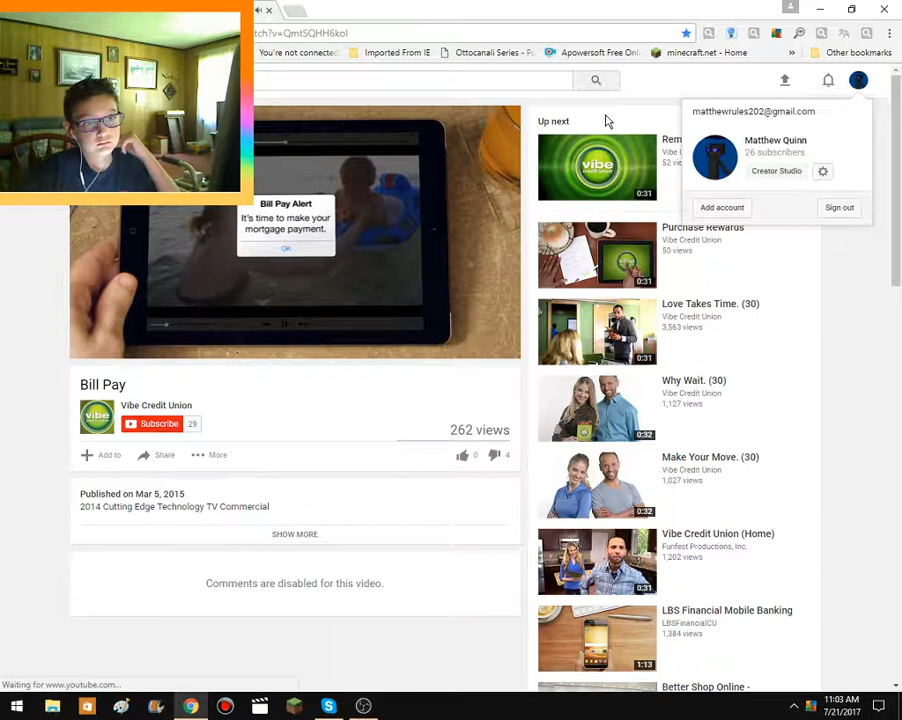 tch?v=QmtSQHH6koI
You're not connected
Imported From IE
Ottocanali Series - P
Apowersoft Free Onl
minecraft.net - Home
»
Other bookmarks
matthewrules202@gmail.com
Matthew Quinn
26 subscribers
Creator Studio
Add account
Sign out
Bill Pay Alert
It's time to make your
mortgage payment.
OK
Bill Pay
Vibe Credit Union
Subscribe 29
262 views
Add to
Share
More
0
4
Published on Mar 5, 2015
2014 Cutting Edge Technology TV Commercial
SHOW MORE
Comments are disabled for this video.
Up next
vibe
0:31
Rem
Vibe C
52 vie
0:31
Purchase Rewards
Vibe Credit Union
50 views
0:31
Love Takes Time. (30)
Vibe Credit Union
3,563 views
0:32
Why Wait. (30)
Vibe Credit Union
1,127 views
0:32
Make Your Move. (30)
Vibe Credit Union
1,027 views
0:31
Vibe Credit Union (Home)
Funfest Productions, Inc.
1,202 views
1:13
LBS Financial Mobile Banking
LBSFinancialCU
1,384 views
Better Shop Online -
Waiting for www.youtube.com...
11:03 AM
7/21/2017